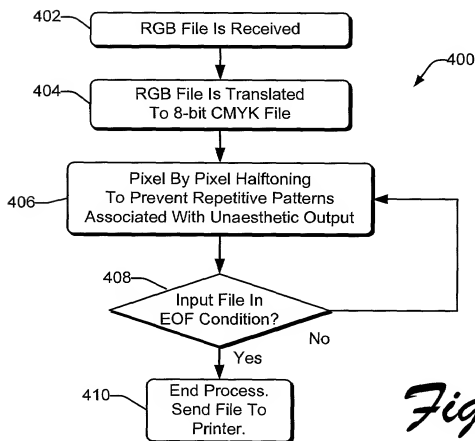 402
RGB File Is Received
400
404
RGB File Is Translated
To 8-bit CMYK File
406
Pixel By Pixel Halftoning
To Prevent Repetitive Patterns
Associated With Unaesthetic Output
408
Input File In
EOF Condition?
No
Yes
410
End Process.
Send File To
Printer.
Fig